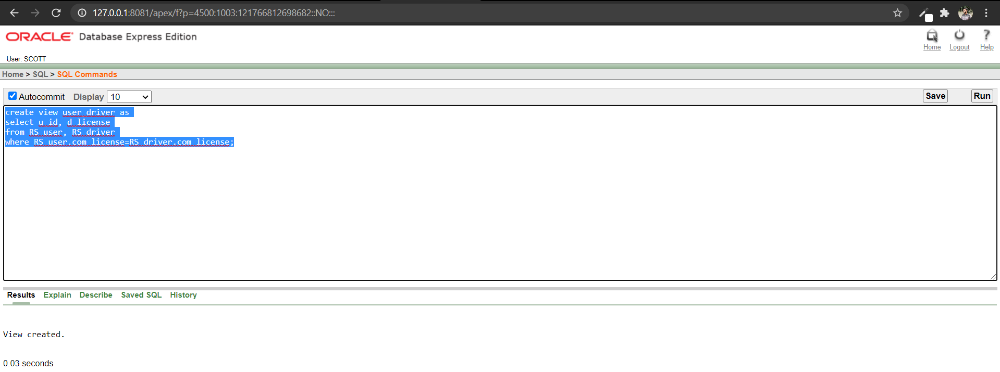 127.0.0.1:8081/apex/f?p=4500:1003:121766812698682::NO:::
ORACLE Database Express Edition
Home Logout Help
User: SCOTT
Home > SQL > SQL Commands
Autocommit Display 10 Save Run
create view user_driver as
select u_id, d_license
from RS_user, RS_driver
where RS_user.com_license=RS_driver.com_license;
Results Explain Describe Saved SQL History
View created.
0.03 seconds